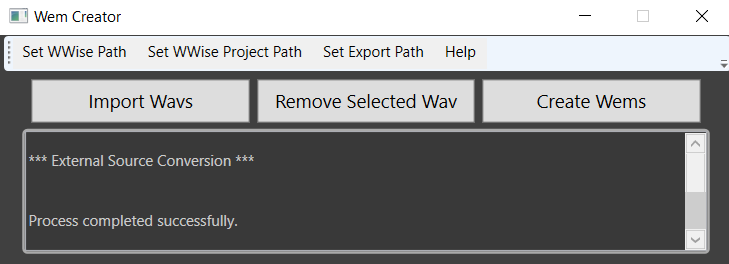 Wem Creator
Set WWise Path Set WWise Project Path Set Export Path Help
Import Wavs Remove Selected Wav Create Wems
*** External Source Conversion ***
Process completed successfully.